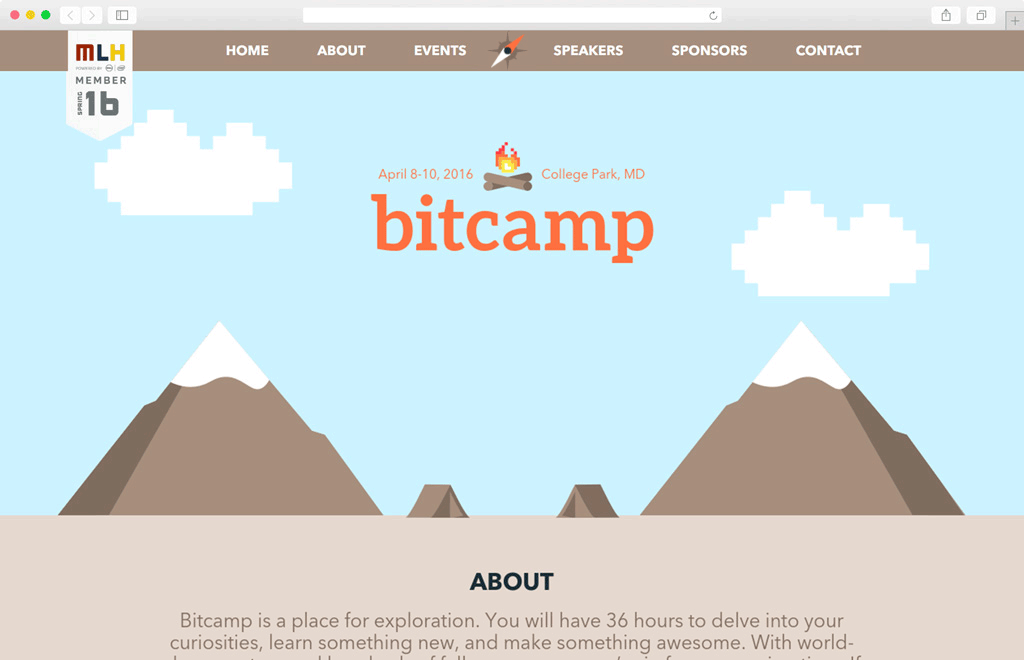 HOME ABOUT EVENTS SPEAKERS SPONSORS CONTACT
MLH
POWERED BY
MEMBER
SPRING 16
April 8-10, 2016 College Park, MD
bitcamp
ABOUT
Bitcamp is a place for exploration. You will have 36 hours to delve into your
curiosities, learn something new, and make something awesome. With world-